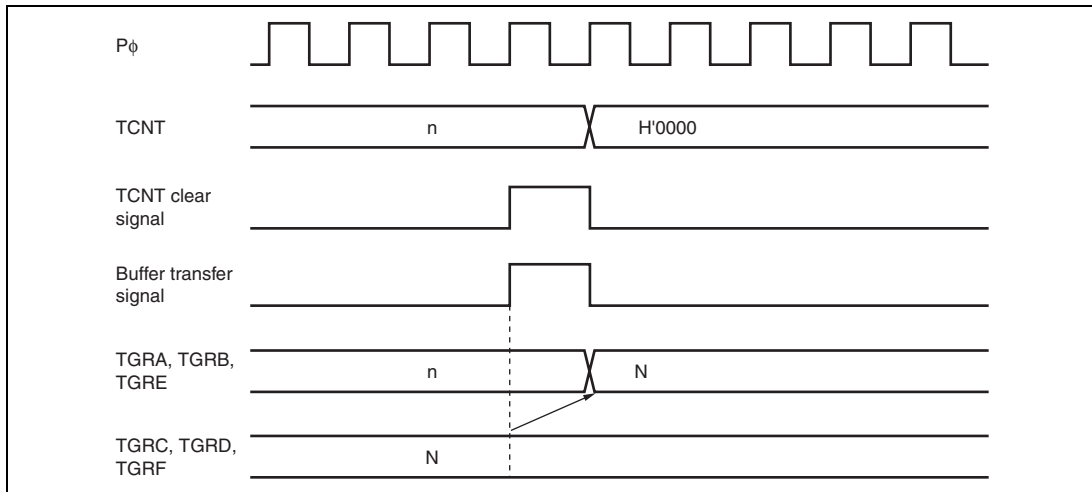 Pϕ
TCNT
n
H'0000
TCNT clear
signal
Buffer transfer
signal
TGRA, TGRB,
TGRE
n
N
TGRC, TGRD,
TGRF
N